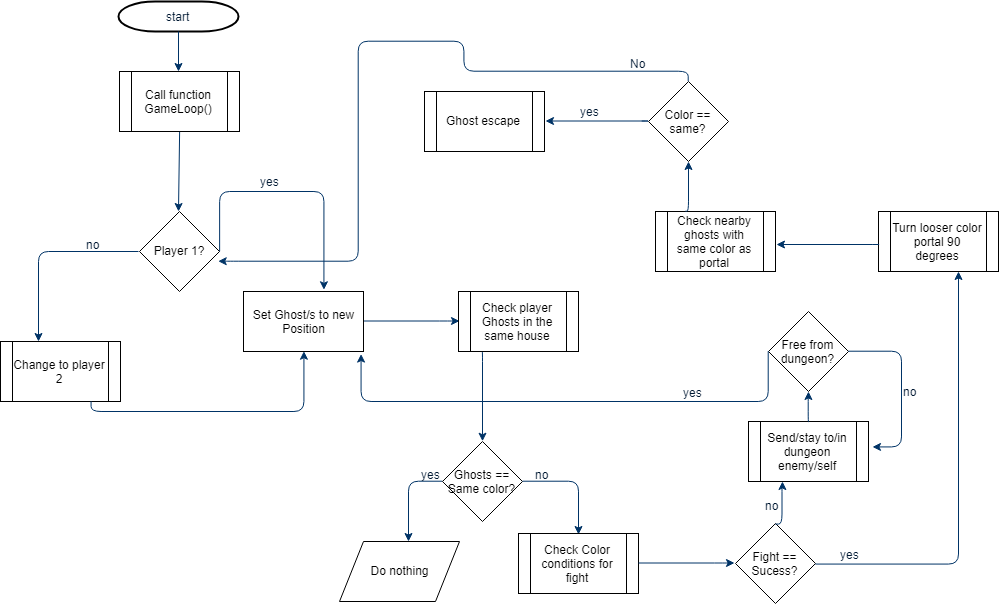 start
Call function
GameLoop()
No
Ghost escape
yes
Color ==
same?
yes
Player 1?
no
Check nearby
ghosts with
same color as
portal
Turn looser color
portal 90
degrees
Set Ghost/s to new
Position
Check player
Ghosts in the
same house
Change to player
2
Free from
dungeon?
yes
no
Send/stay to/in
dungeon
enemy/self
yes
Ghosts ==
Same color?
no
no
Do nothing
Check Color
conditions for
fight
Fight ==
Sucess?
yes